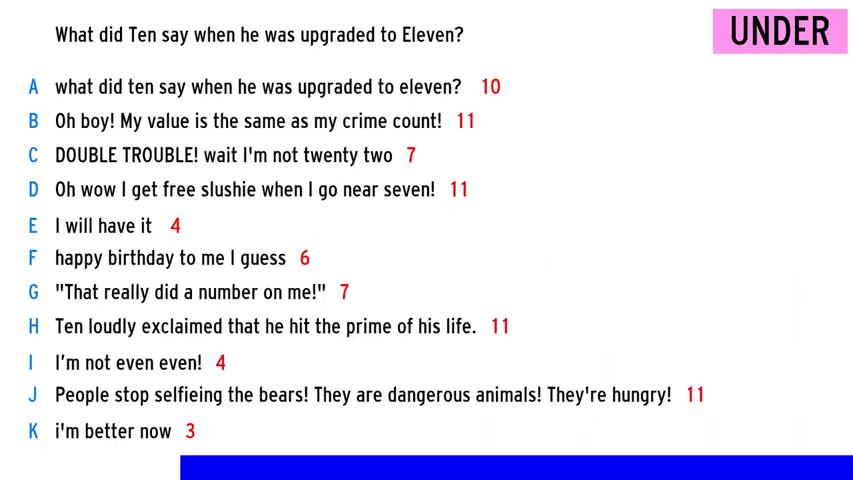 What did Ten say when he was upgraded to Eleven?
UNDER
A what did ten say when he was upgraded to eleven? 10
B Oh boy! My value is the same as my crime count! 11
C DOUBLE TROUBLE! wait I'm not twenty two 7
D Oh wow I get free slushie when I go near seven! 11
E I will have it 4
F happy birthday to me I guess 6
G "That really did a number on me!" 7
H Ten loudly exclaimed that he hit the prime of his life. 11
I I’m not even even! 4
J People stop selfieing the bears! They are dangerous animals! They're hungry! 11
K i'm better now 3